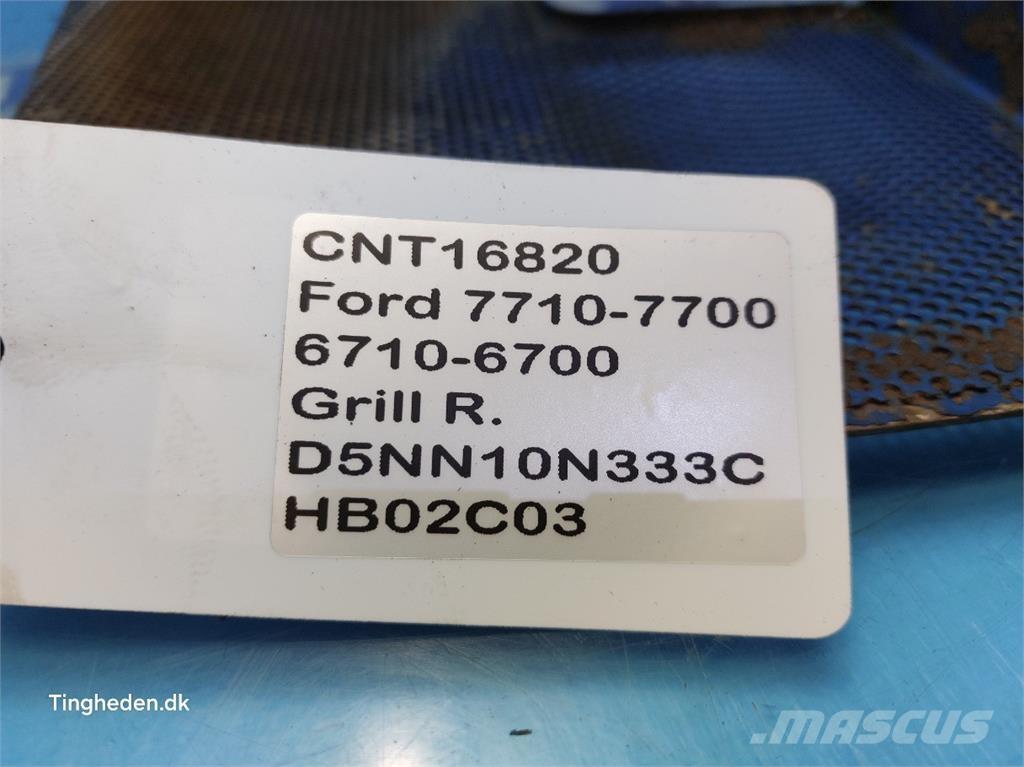 CNT16820
Ford 7710-7700
6710-6700
Grill R.
D5NN10N333C
HB02C03
Tingheden.dk
MASCUS